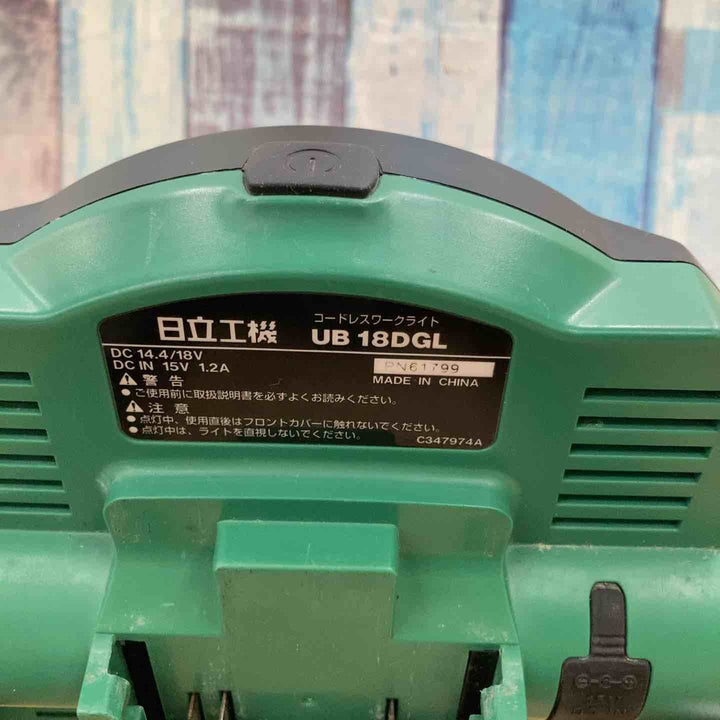 コードレスワークライト
日立工機 UB 18DGL
DC 14.4/18V
DC IN 15V 1.2A
PN61799
MADE IN CHINA
⚠警告
●ご使用前に取扱説明書を必ずよくお読みください。
⚠注意
●点灯中、使用直後はフロントカバーに触れないでください。
●点灯中は、ライトを直視しないでください。
C347974A